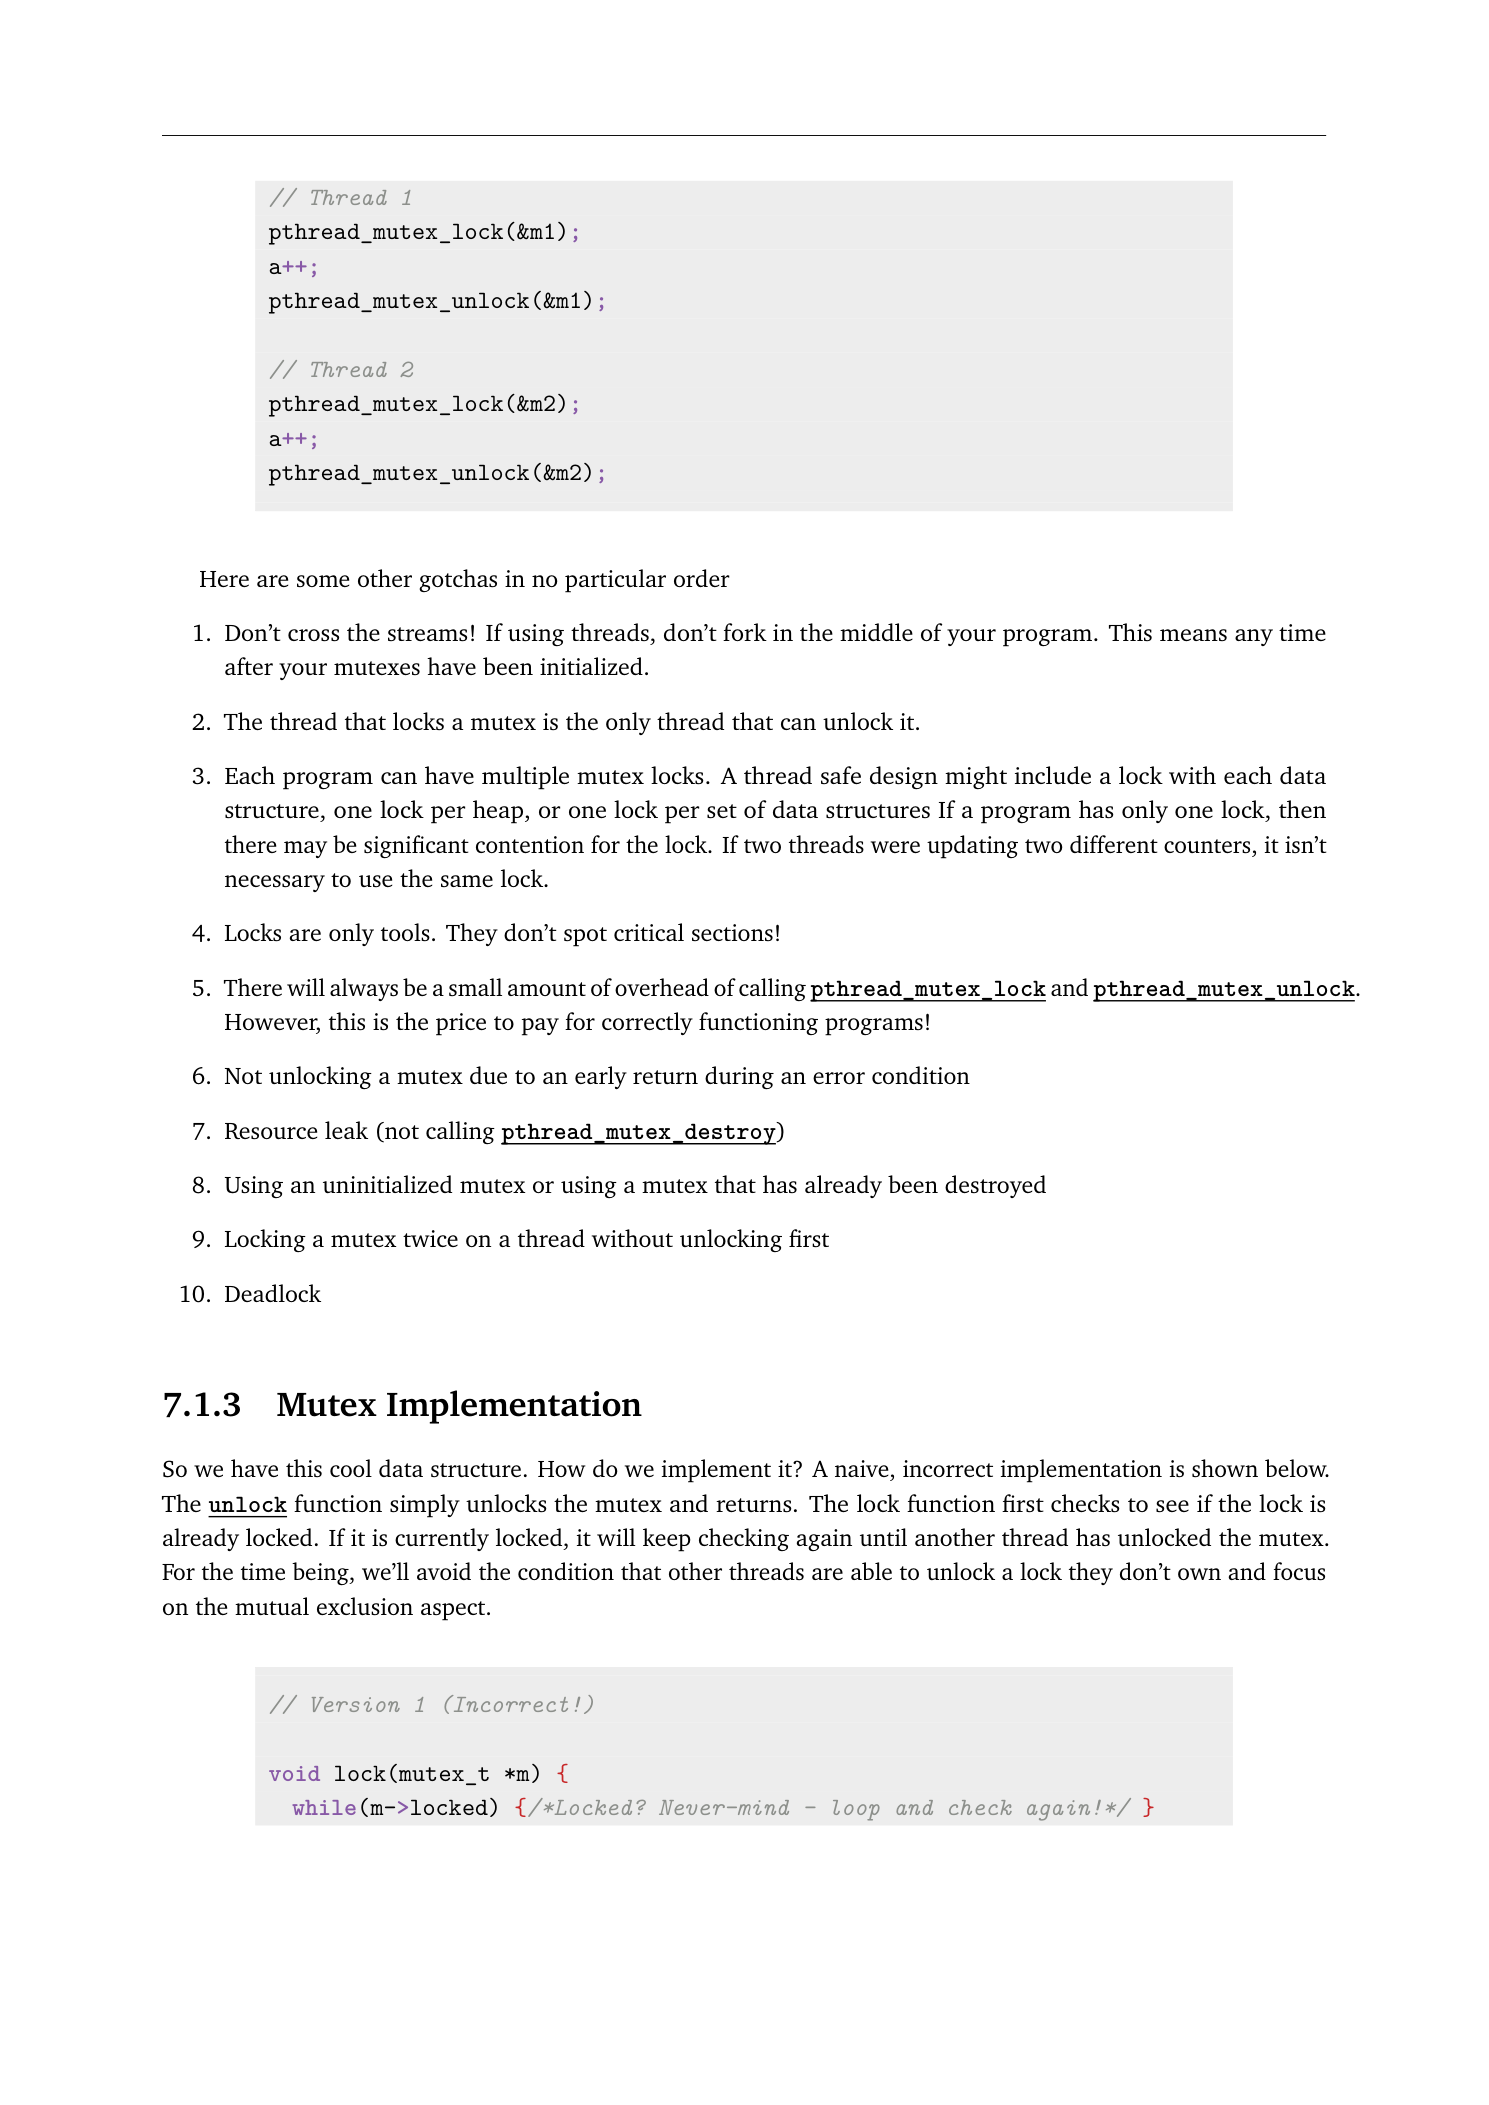 // Thread 1
pthread_mutex_lock(&m1);
a++;
pthread_mutex_unlock(&m1);
// Thread 2
pthread_mutex_lock(&m2);
a++;
pthread_mutex_unlock(&m2);
Here are some other gotchas in no particular order
1. Don’t cross the streams! If using threads, don’t fork in the middle of your program. This means any time
after your mutexes have been initialized.
2. The thread that locks a mutex is the only thread that can unlock it.
3. Each program can have multiple mutex locks. A thread safe design might include a lock with each data
structure, one lock per heap, or one lock per set of data structures If a program has only one lock, then
there may be significant contention for the lock. If two threads were updating two different counters, it isn’t
necessary to use the same lock.
4. Locks are only tools. They don’t spot critical sections!
5. There will always be a small amount of overhead of calling pthread_mutex_lock and pthread_mutex_unlock.
However, this is the price to pay for correctly functioning programs!
6. Not unlocking a mutex due to an early return during an error condition
7. Resource leak (not calling pthread_mutex_destroy)
8. Using an uninitialized mutex or using a mutex that has already been destroyed
9. Locking a mutex twice on a thread without unlocking first
10. Deadlock
7.1.3 Mutex Implementation
So we have this cool data structure. How do we implement it? A naive, incorrect implementation is shown below.
The unlock function simply unlocks the mutex and returns. The lock function first checks to see if the lock is
already locked. If it is currently locked, it will keep checking again until another thread has unlocked the mutex.
For the time being, we’ll avoid the condition that other threads are able to unlock a lock they don’t own and focus
on the mutual exclusion aspect.
// Version 1 (Incorrect!)
void lock(mutex_t *m) {
while(m->locked) {/*Locked? Never-mind - loop and check again!*/ }